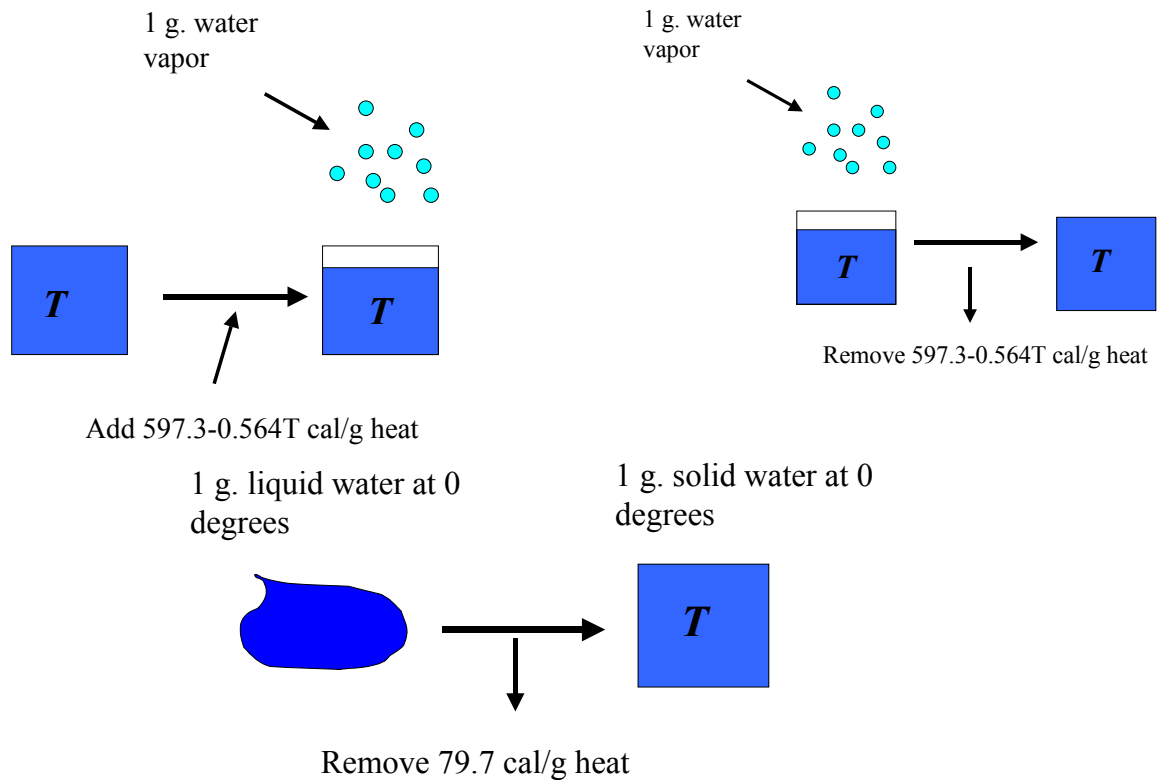 1 g. water
vapor
T
T
Add 597.3-0.564T cal/g heat
1 g. water
vapor
T
T
Remove 597.3-0.564T cal/g heat
1 g. liquid water at 0
degrees
1 g. solid water at 0
degrees
T
Remove 79.7 cal/g heat